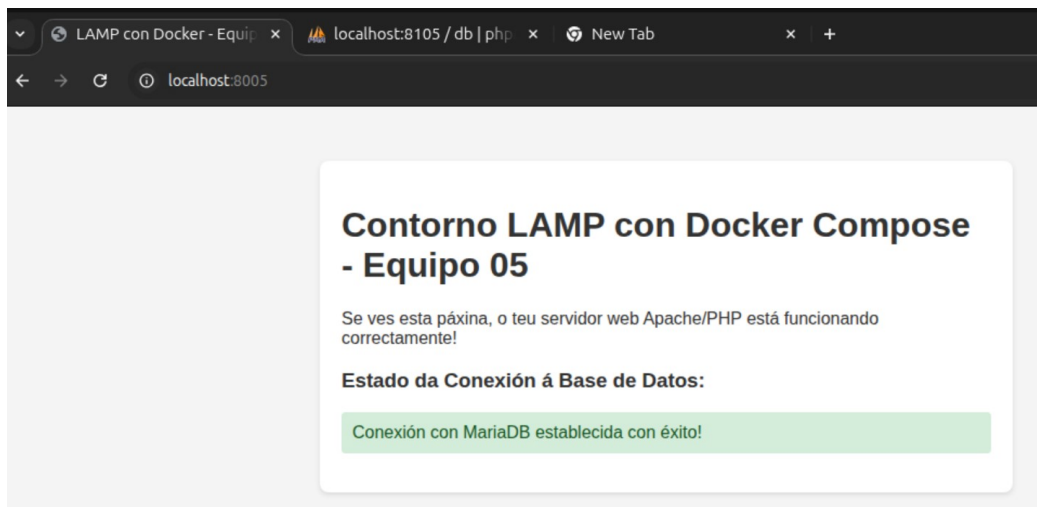 LAMP con Docker - Equip
localhost:8105 / db | php
New Tab
localhost:8005
Contorno LAMP con Docker Compose
- Equipo 05
Se ves esta páxina, o teu servidor web Apache/PHP está funcionando
correctamente!
Estado da Conexión á Base de Datos:
Conexión con MariaDB establecida con éxito!